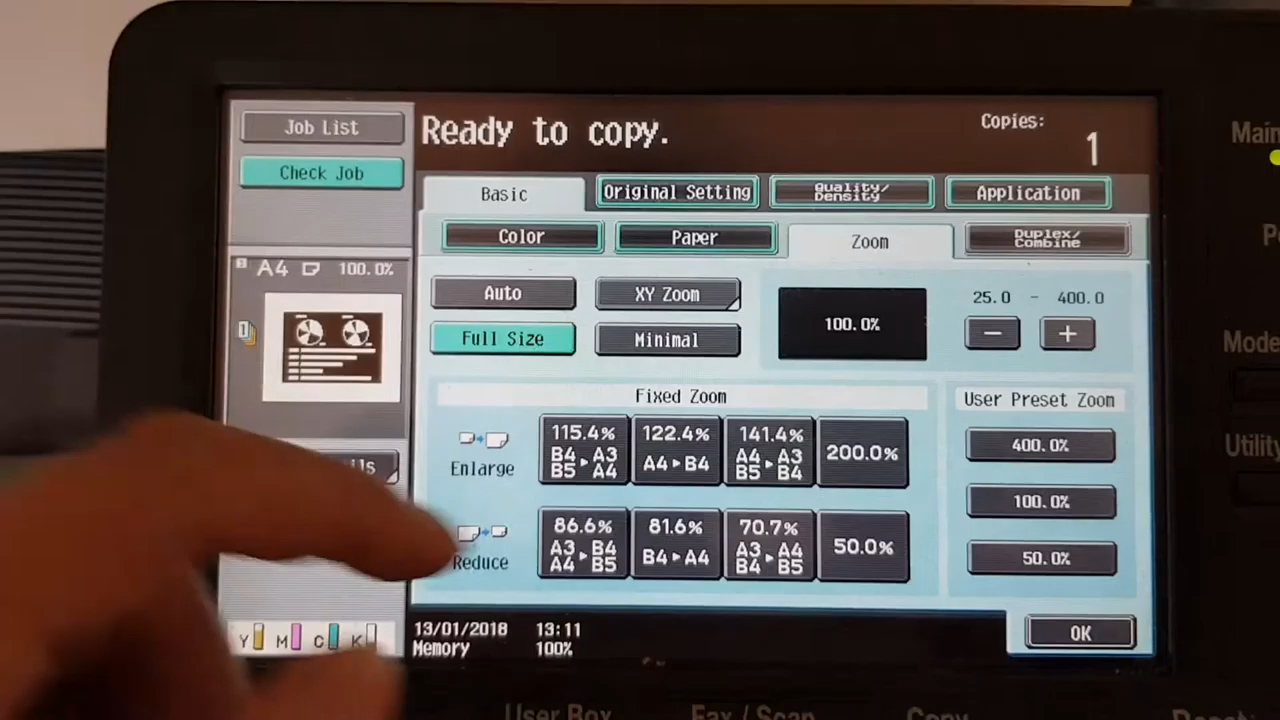 Job List
Check Job
Ready to copy.
Copies:
1
Main
Basic
Original Setting
Quality/
Density
Application
Color
Paper
Zoom
Duplex/
Combine
A4 100.0%
1
Auto
XY Zoom
Full Size
Minimal
100.0%
25.0 - 400.0
− +
Mode
Utility
Fixed Zoom
User Preset Zoom
Enlarge
115.4%
B4▸A3
B5 A4
122.4%
A4▸B4
141.4%
A4▸A3
B5 B4
200.0%
400.0%
100.0%
50.0%
Reduce
86.6%
A3▸B4
A4 B5
81.6%
B4▸A4
70.7%
A3▸A4
B4 B5
50.0%
OK
Y M C K
13/01/2018 13:11
Memory 100%
User Box
Fax / Scan
Copy